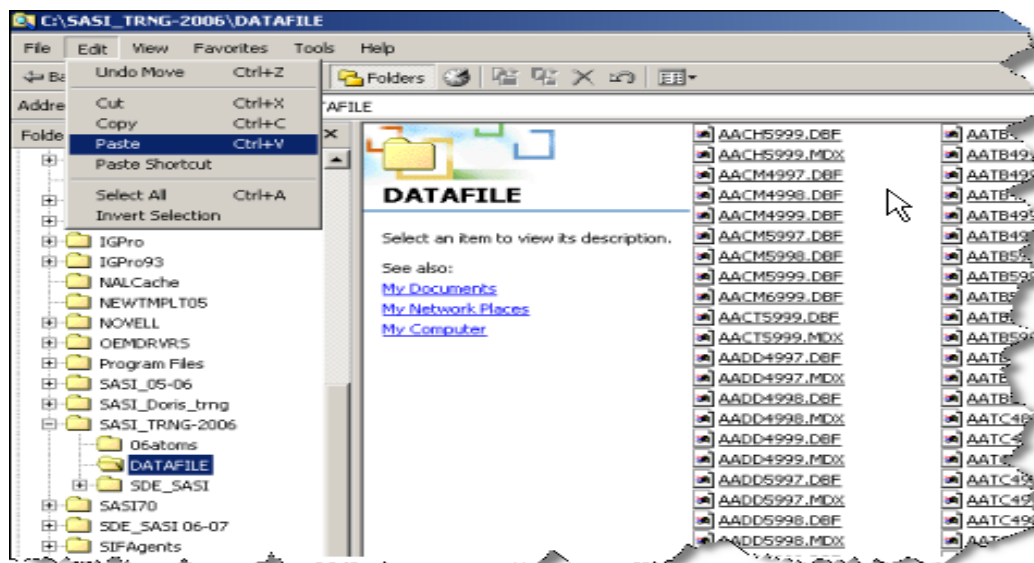 C:\SASI_TRNG-2006\DATAFILE
File Edit View Favorites Tools Help
Folders
Undo Move Ctrl+Z
Cut Ctrl+X
Copy Ctrl+C
Paste Ctrl+V
Paste Shortcut
Select All Ctrl+A
Invert Selection
IGPro
IGPro93
NALCache
NEWTMPLT05
NOVELL
OEMDRVRS
Program Files
SASI_05-06
SASI_Doris_trng
SASI_TRNG-2006
06atoms
DATAFILE
SDE_SASI
SASI70
SDE_SASI 06-07
SIFAgents
DATAFILE
Select an item to view its description.
See also:
My Documents
My Network Places
My Computer
AACH5999.DBF
AACH5999.MDX
AACM4997.DBF
AACM4998.DBF
AACM4999.DBF
AACM5997.DBF
AACM5998.DBF
AACM5999.DBF
AACM6999.DBF
AACT5999.DBF
AACT5999.MDX
AADD4997.DBF
AADD4997.MDX
AADD4998.DBF
AADD4998.MDX
AADD4999.DBF
AADD4999.MDX
AADD5997.DBF
AADD5997.MDX
AADD5998.DBF
AADD5998.MDX